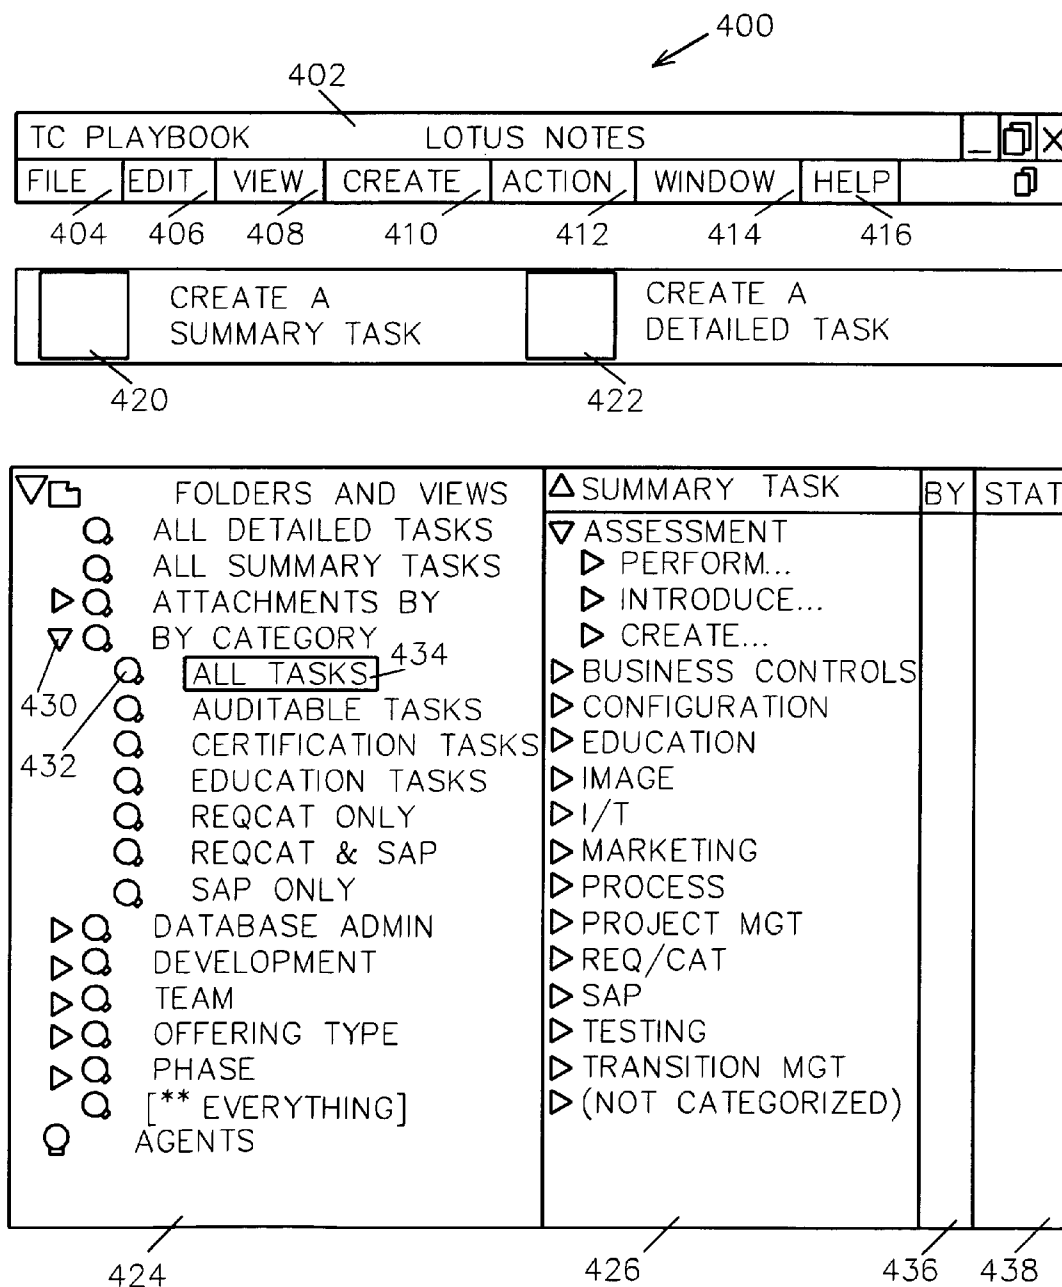 400
402
TC PLAYBOOK LOTUS NOTES
FILE EDIT VIEW CREATE ACTION WINDOW HELP
404 406 408 410 412 414 416
CREATE A
SUMMARY TASK
CREATE A
DETAILED TASK
420 422
FOLDERS AND VIEWS
ALL DETAILED TASKS
ALL SUMMARY TASKS
ATTACHMENTS BY
BY CATEGORY
ALL TASKS 434
430
AUDITABLE TASKS
432
CERTIFICATION TASKS
EDUCATION TASKS
REQCAT ONLY
REQCAT & SAP
SAP ONLY
DATABASE ADMIN
DEVELOPMENT
TEAM
OFFERING TYPE
PHASE
[** EVERYTHING]
AGENTS
SUMMARY TASK BY STAT
ASSESSMENT
PERFORM...
INTRODUCE...
CREATE...
BUSINESS CONTROLS
CONFIGURATION
EDUCATION
IMAGE
I/T
MARKETING
PROCESS
PROJECT MGT
REQ/CAT
SAP
TESTING
TRANSITION MGT
(NOT CATEGORIZED)
424 426 436 438